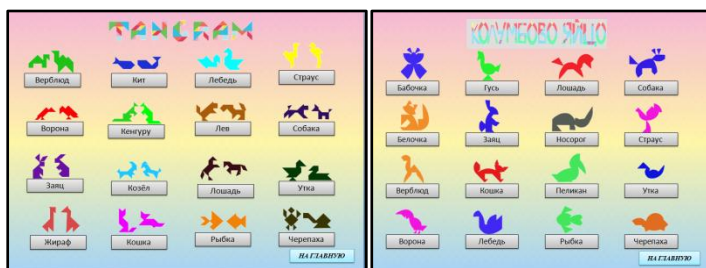 TANGRAM
Верблюд
Кит
Лебедь
Страус
Ворона
Кенгуру
Лев
Собака
Заяц
Козёл
Лошадь
Утка
Жираф
Кошка
Рыбка
Черепаха
НА ГЛАВНУЮ
КОЛУМБОВО ЯЙЦО
Бабочка
Гусь
Лошадь
Собака
Белочка
Заяц
Носорог
Страус
Верблюд
Кошка
Пеликан
Утка
Ворона
Лебедь
Рыбка
Черепаха
НА ГЛАВНУЮ